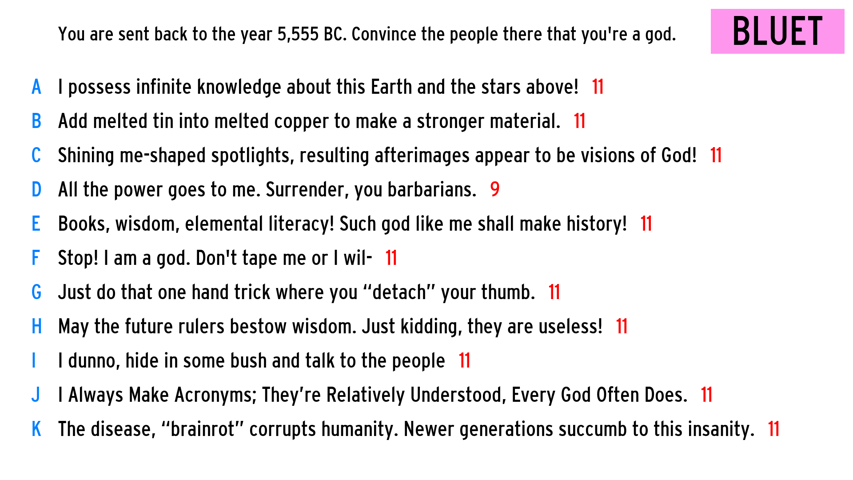 You are sent back to the year 5,555 BC. Convince the people there that you're a god.
BLUET
A I possess infinite knowledge about this Earth and the stars above! 11
B Add melted tin into melted copper to make a stronger material. 11
C Shining me-shaped spotlights, resulting afterimages appear to be visions of God! 11
D All the power goes to me. Surrender, you barbarians. 9
E Books, wisdom, elemental literacy! Such god like me shall make history! 11
F Stop! I am a god. Don't tape me or I wil- 11
G Just do that one hand trick where you “detach” your thumb. 11
H May the future rulers bestow wisdom. Just kidding, they are useless! 11
I I dunno, hide in some bush and talk to the people 11
J I Always Make Acronyms; They’re Relatively Understood, Every God Often Does. 11
K The disease, “brainrot” corrupts humanity. Newer generations succumb to this insanity. 11